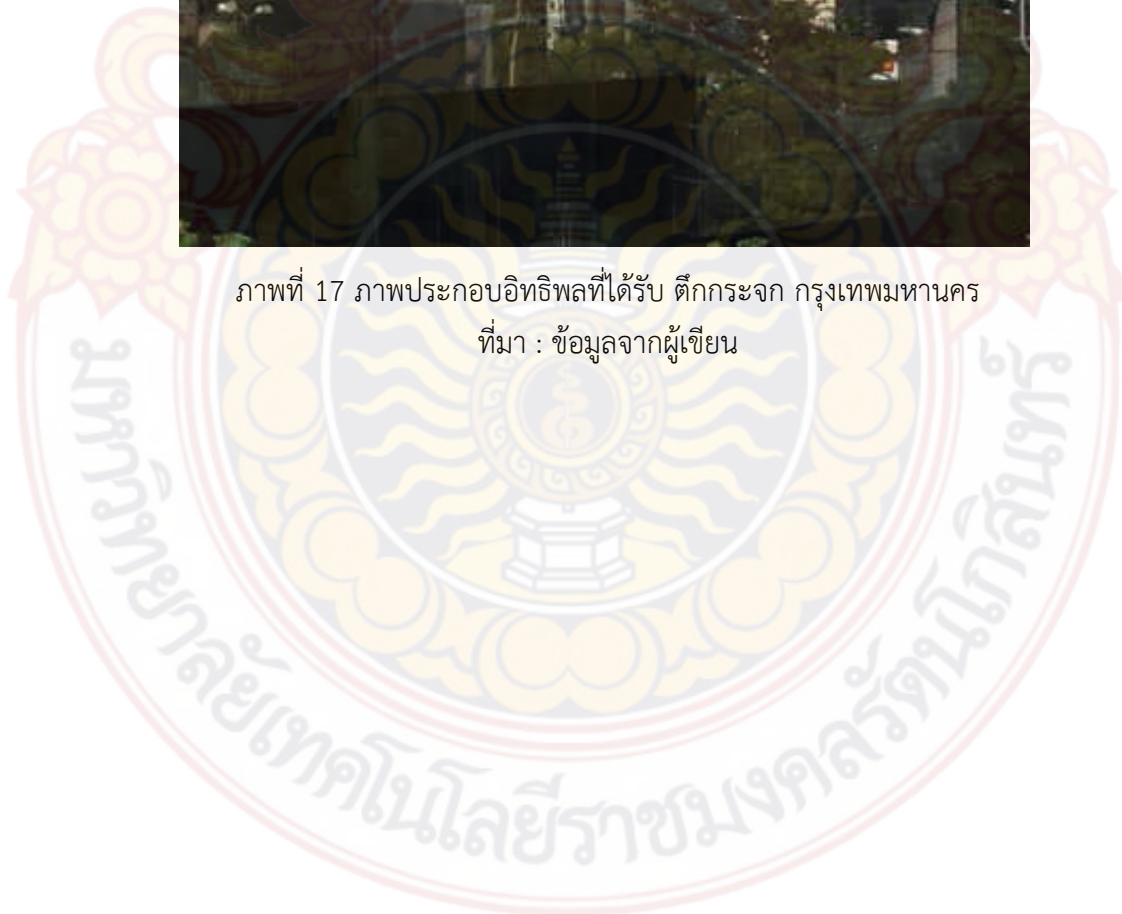 ภาพที่ 17 ภาพประกอบอิทธิพลที่ได้รับ ตึกกระจก กรุงเทพมหานคร
ที่มา : ข้อมูลจากผู้เขียน
มหาวิทยาลัยเทคโนโลยีราชมงคลรัตนโกสินทร์